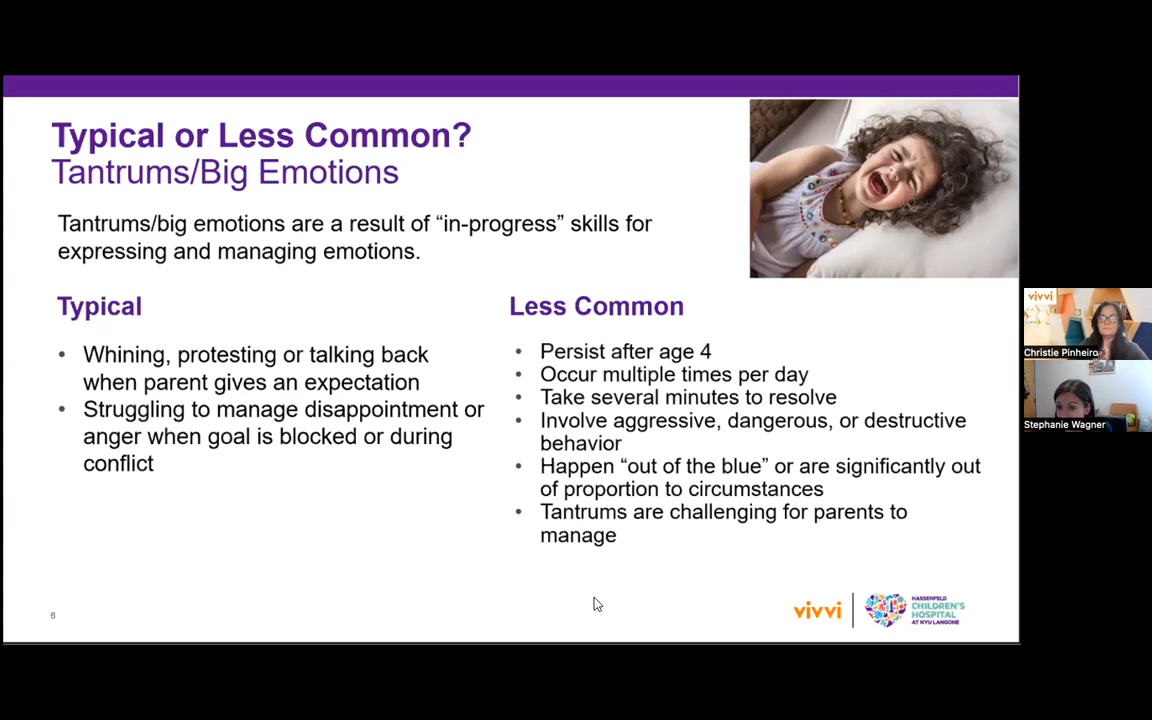 Typical or Less Common?
Tantrums/Big Emotions
Tantrums/big emotions are a result of “in-progress” skills for
expressing and managing emotions.
Typical
• Whining, protesting or talking back
when parent gives an expectation
• Struggling to manage disappointment or
anger when goal is blocked or during
conflict
Less Common
• Persist after age 4
• Occur multiple times per day
• Take several minutes to resolve
• Involve aggressive, dangerous, or destructive
behavior
• Happen “out of the blue” or are significantly out
of proportion to circumstances
• Tantrums are challenging for parents to
manage
6
vivvi
HASSENFELD
CHILDREN'S
HOSPITAL
AT NYU LANGONE
vivvi
Christie Pinheiro
Stephanie Wagner